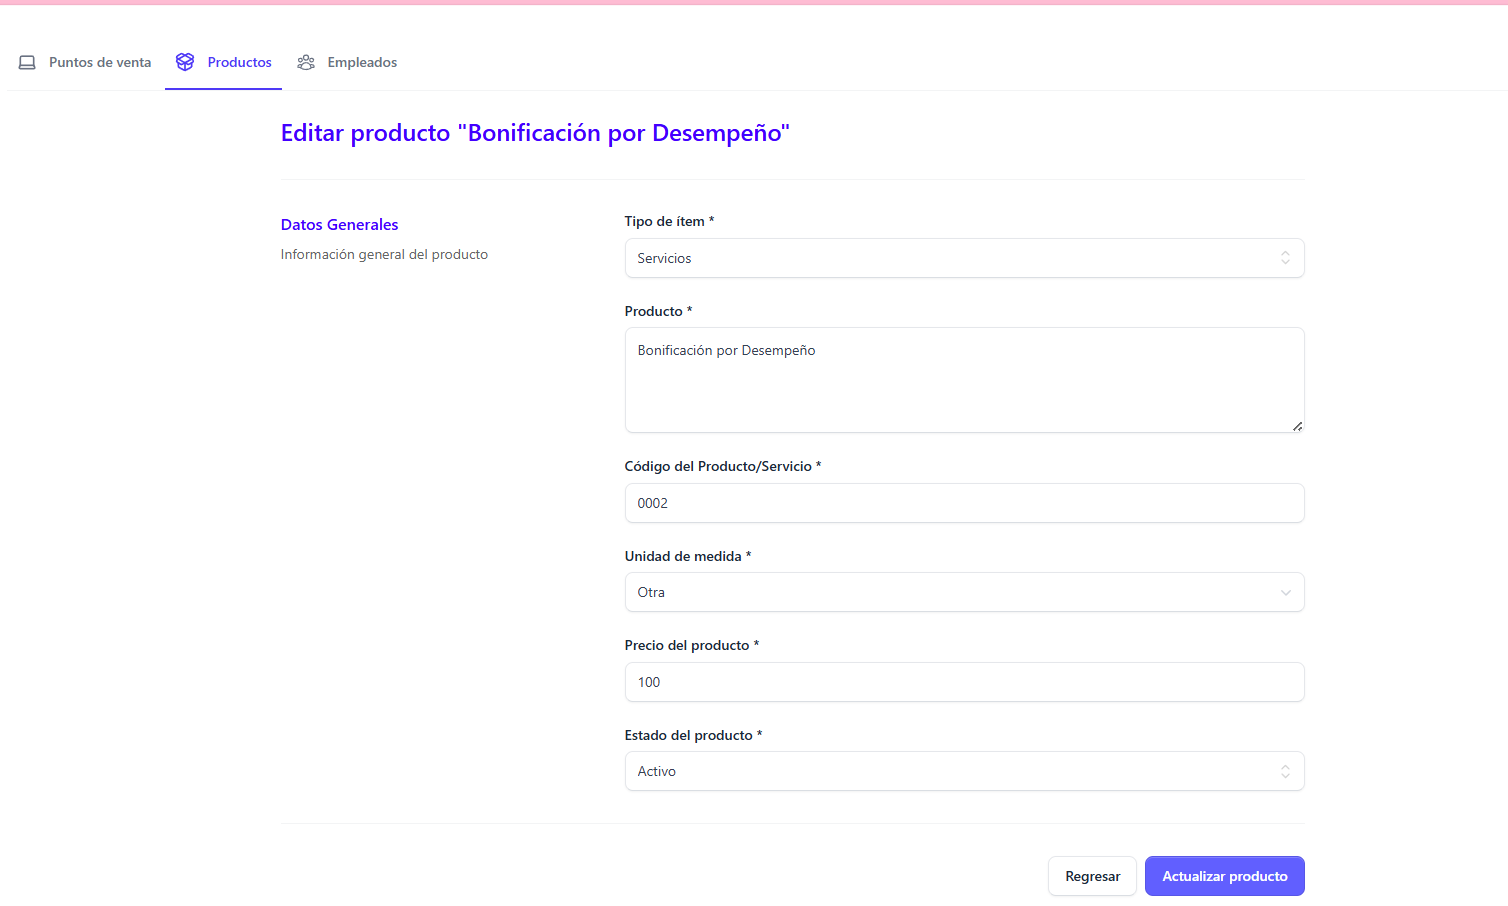 Puntos de venta
Productos
Empleados
Editar producto "Bonificación por Desempeño"
Datos Generales
Información general del producto
Tipo de ítem *
Servicios
Producto *
Bonificación por Desempeño
Código del Producto/Servicio *
0002
Unidad de medida *
Otra
Precio del producto *
100
Estado del producto *
Activo
Regresar
Actualizar producto